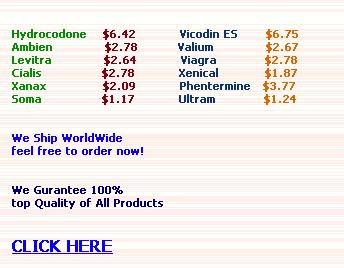 Hydrocodone $6.42 Vicodin ES $6.75
Ambien $2.78 Valium $2.67
Levitra $2.64 Viagra $2.78
Cialis $2.78 Xenical $1.87
Xanax $2.09 Phentermine $3.77
Soma $1.17 Ultram $1.24
We Ship WorldWide
feel free to order now!
We Gurantee 100%
top Quality of All Products
CLICK HERE